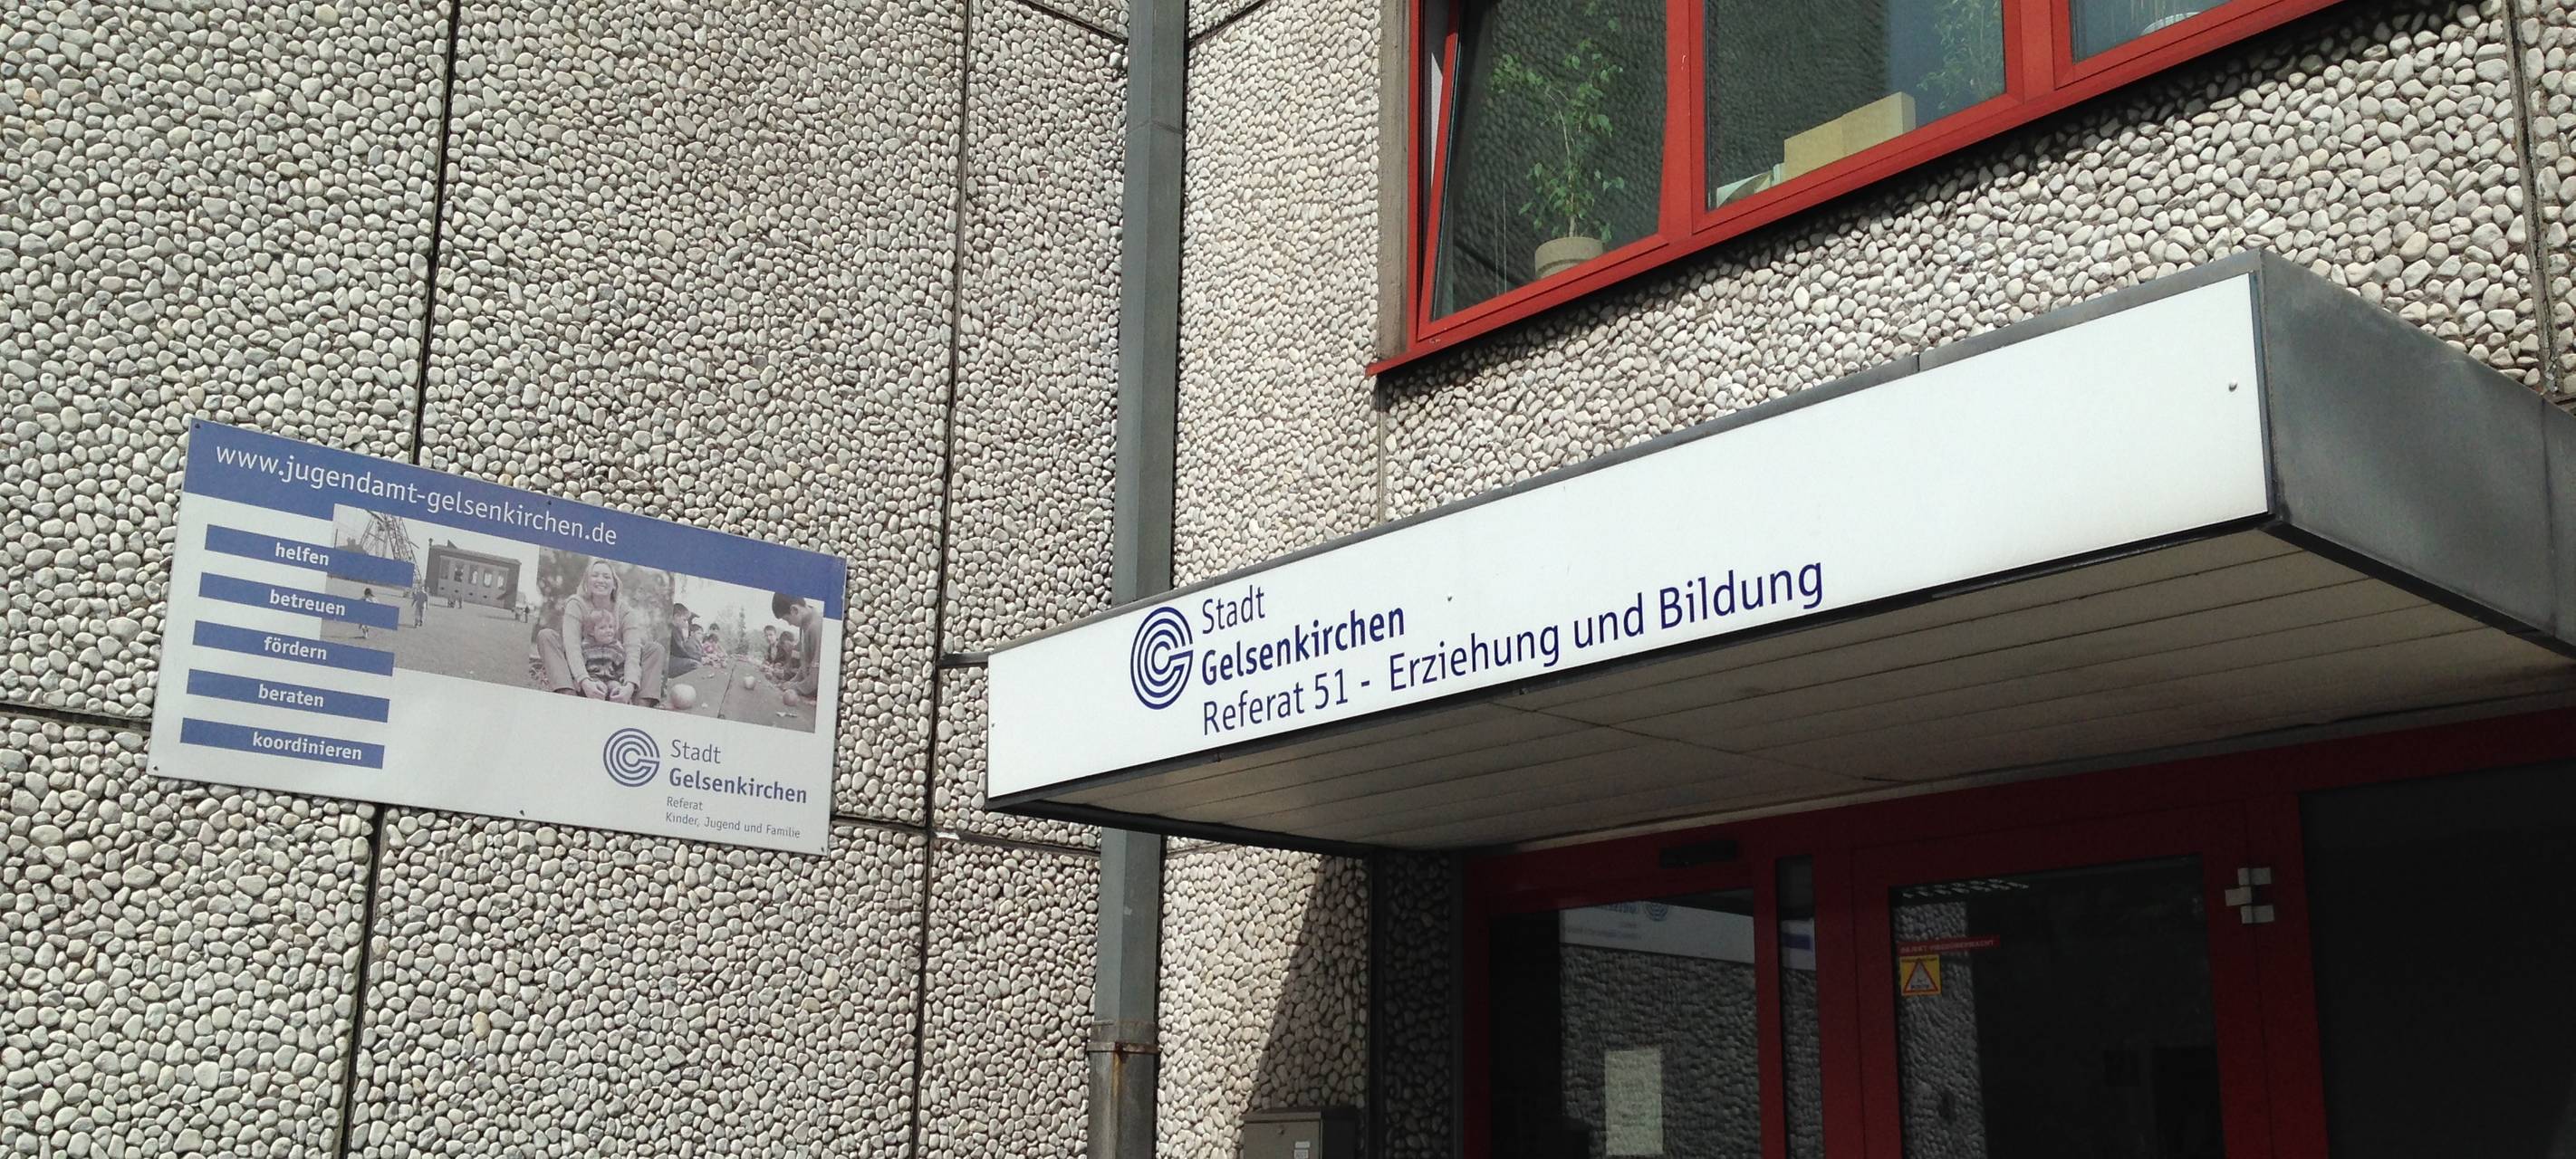 www.jugendamt-gelsenkirchen.de
helfen
betreuen
fördern
beraten
koordinieren
Stadt
Gelsenkirchen
Referat
Kinder, Jugend und Familie
Stadt
Gelsenkirchen
Referat 51 - Erziehung und Bildung